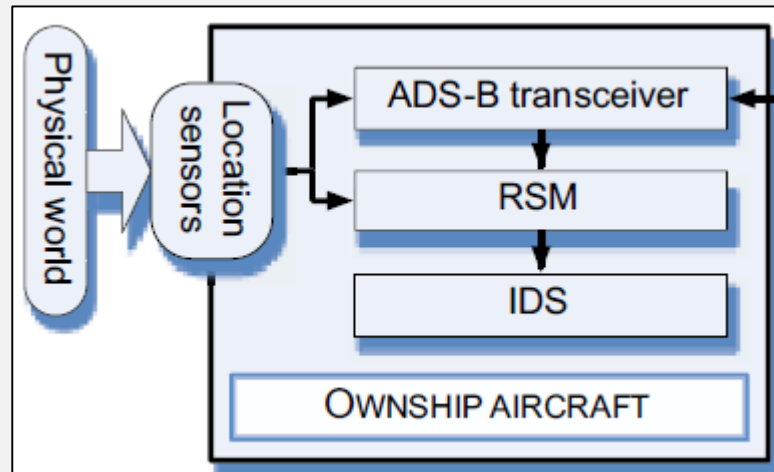 Physical world
Location
sensors
ADS-B transceiver
RSM
IDS
OWNSHIP AIRCRAFT